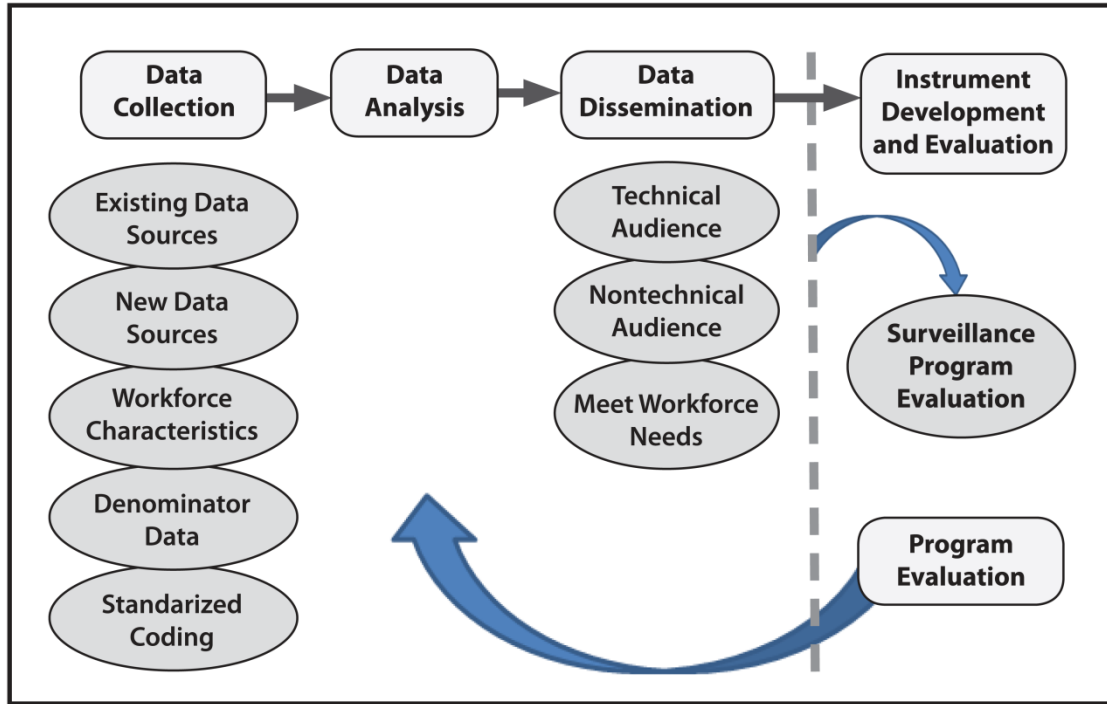 Data
Collection
Data
Analysis
Data
Dissemination
Instrument
Development
and Evaluation
Existing Data
Sources
New Data
Sources
Workforce
Characteristics
Denominator
Data
Standarized
Coding
Technical
Audience
Nontechnical
Audience
Meet Workforce
Needs
Surveillance
Program
Evaluation
Program
Evaluation